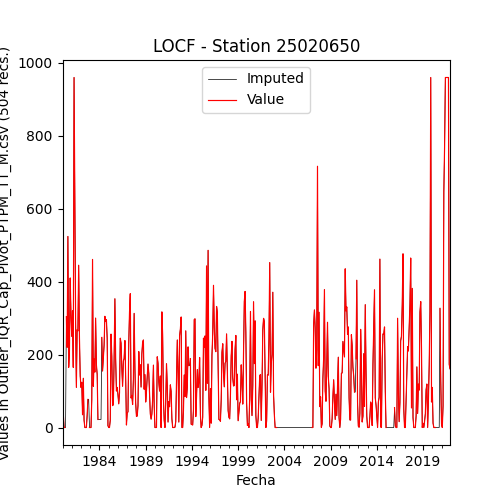 LOCF - Station 25020650
Values in Outlier_IQR_Cap_Pivot_PTPM_TT_M.csv (504 recs.)
1000
800
600
400
200
0
Imputed
Value
1984 1989 1994 1999 2004 2009 2014 2019
Fecha